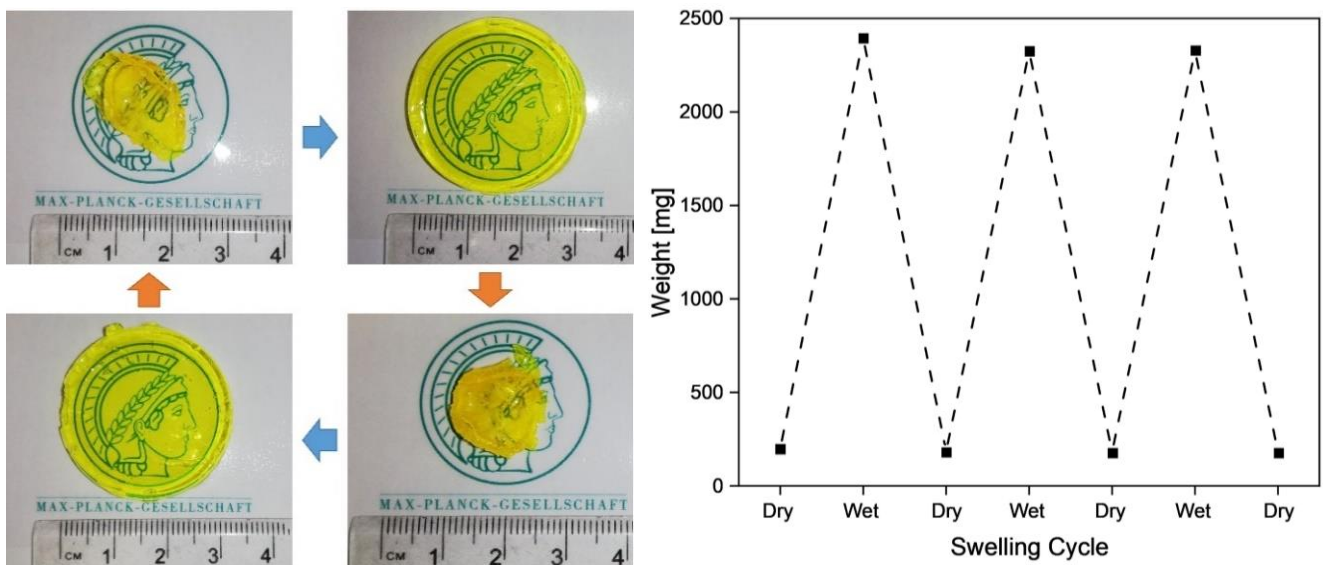 MAX-PLANCK-GESELLSCHAFT
CM 1 2 3 4
MAX-PLANCK-GESELLSCHAFT
CM 1 2 3 4
MAX-PLANCK-GESELLSCHAFT
CM 1 2 3 4
MAX-PLANCK-GESELLSCHAFT
CM 1 2 3 4
Weight [mg]
2500
2000
1500
1000
500
0
Dry Wet Dry Wet Dry Wet Dry
Swelling Cycle